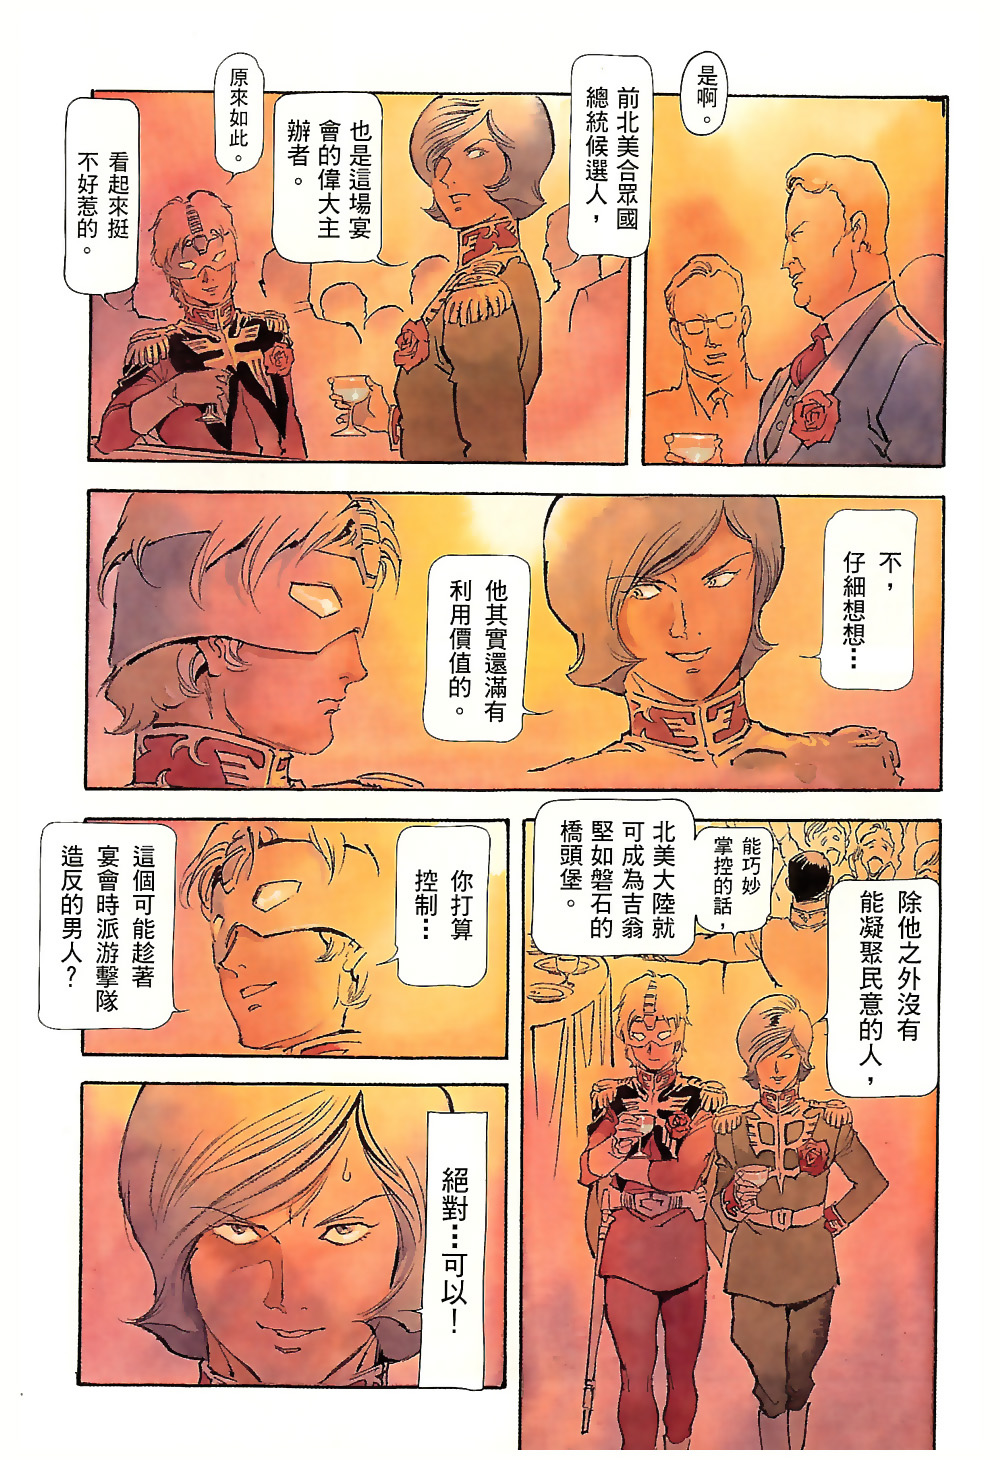 是啊。
前北美合眾國
總統候選人，
也是這場宴
會的偉大主
辦者。
原來如此。
看起來挺
不好惹的。
不，
仔細想想…
他其實還滿有
利用價值的。
除他之外沒有
能凝聚民意的人，
能巧妙
掌控的話，
北美大陸就
可成為吉翁
堅如磐石的
橋頭堡。
你打算
控制…
這個可能趁著
宴會時派游擊隊
造反的男人？
絕對…可以！